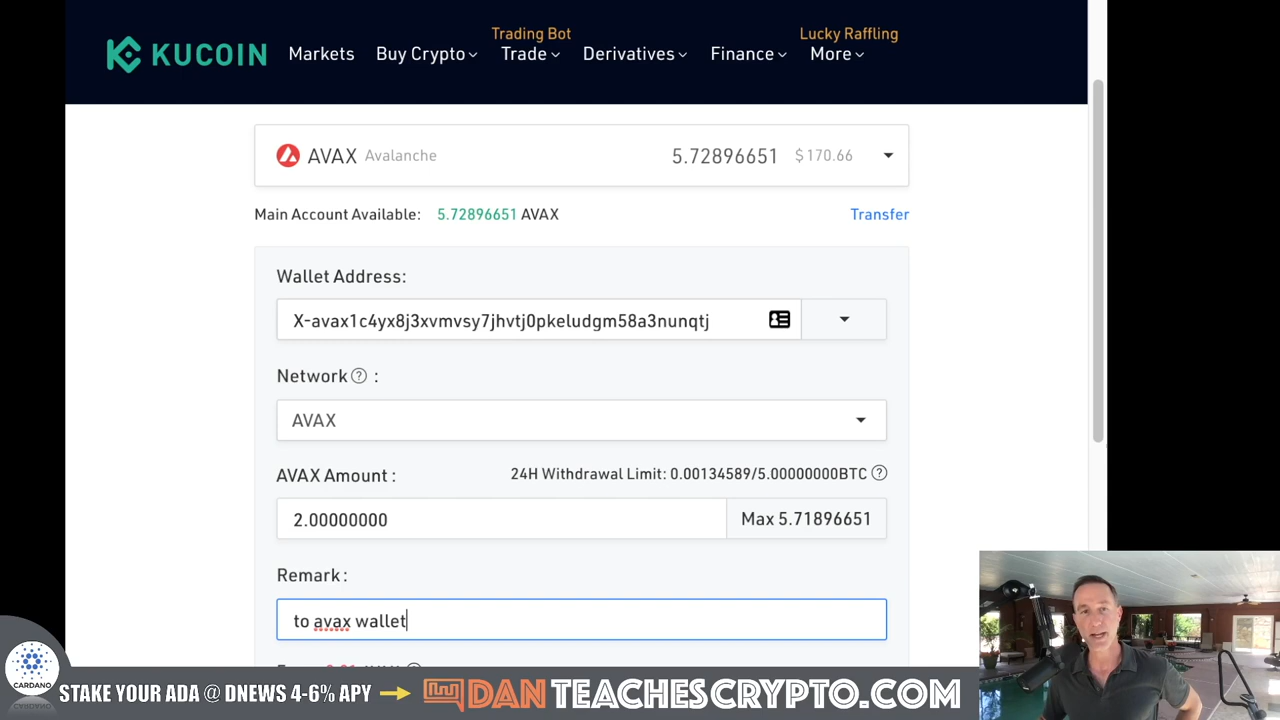 Trading Bot
Lucky Raffling
KUCOIN Markets Buy Crypto Trade Derivatives Finance More
AVAX Avalanche 5.72896651 $ 170.66
Main Account Available: 5.72896651 AVAX Transfer
Wallet Address:
X-avax1c4yx8j3xvmvsy7jhvtj0pkeludgm58a3nunqtj
Network ? :
AVAX
AVAX Amount : 24H Withdrawal Limit: 0.00134589/5.00000000BTC ?
2.00000000 Max 5.71896651
Remark :
to avax wallet
CARDANO
STAKE YOUR ADA @ DNEWS 4-6% APY DANTEACHESCRYPTO.COM